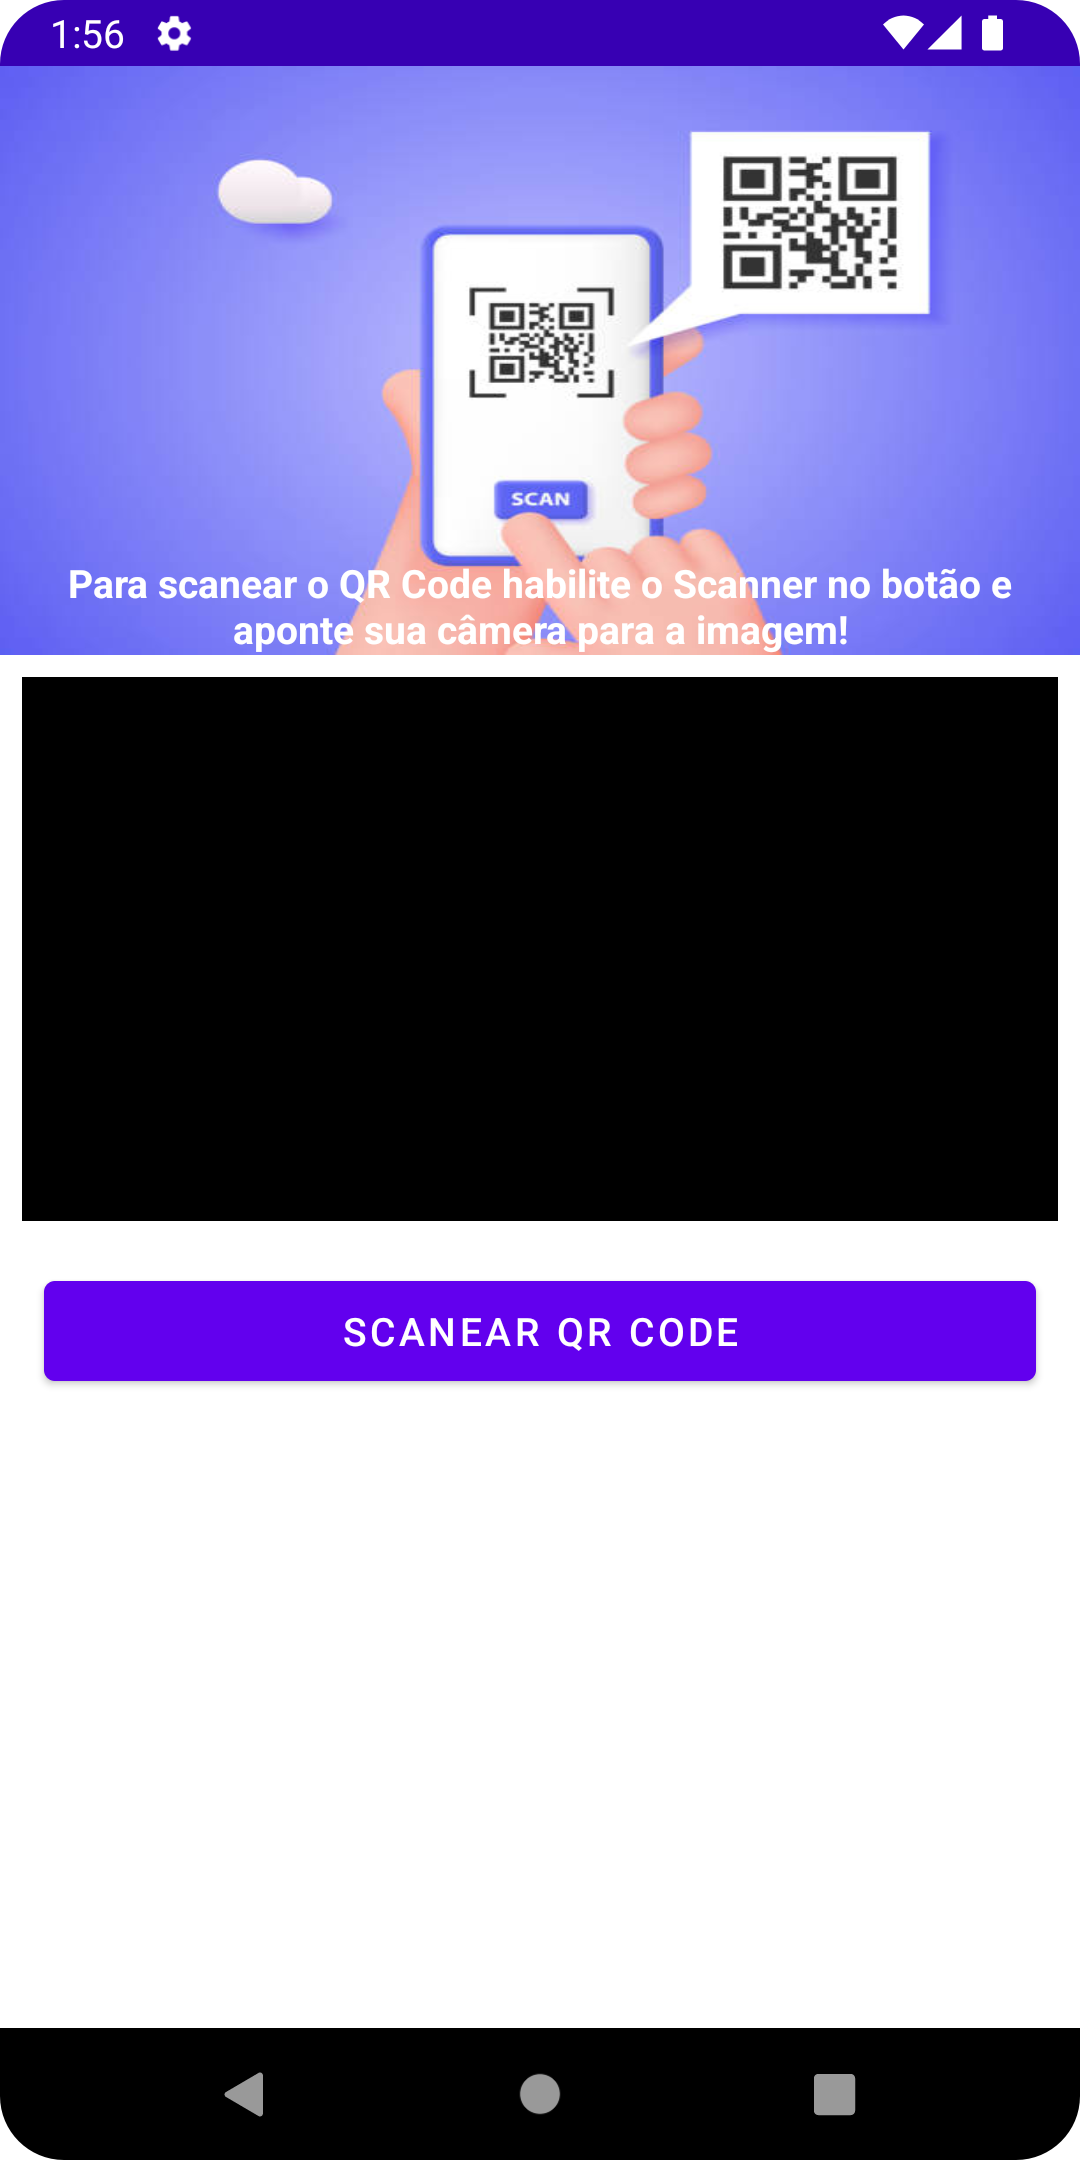 1:56
SCAN
Para scanear o QR Code habilite o Scanner no botão e
aponte sua câmera para a imagem!
SCANEAR QR CODE